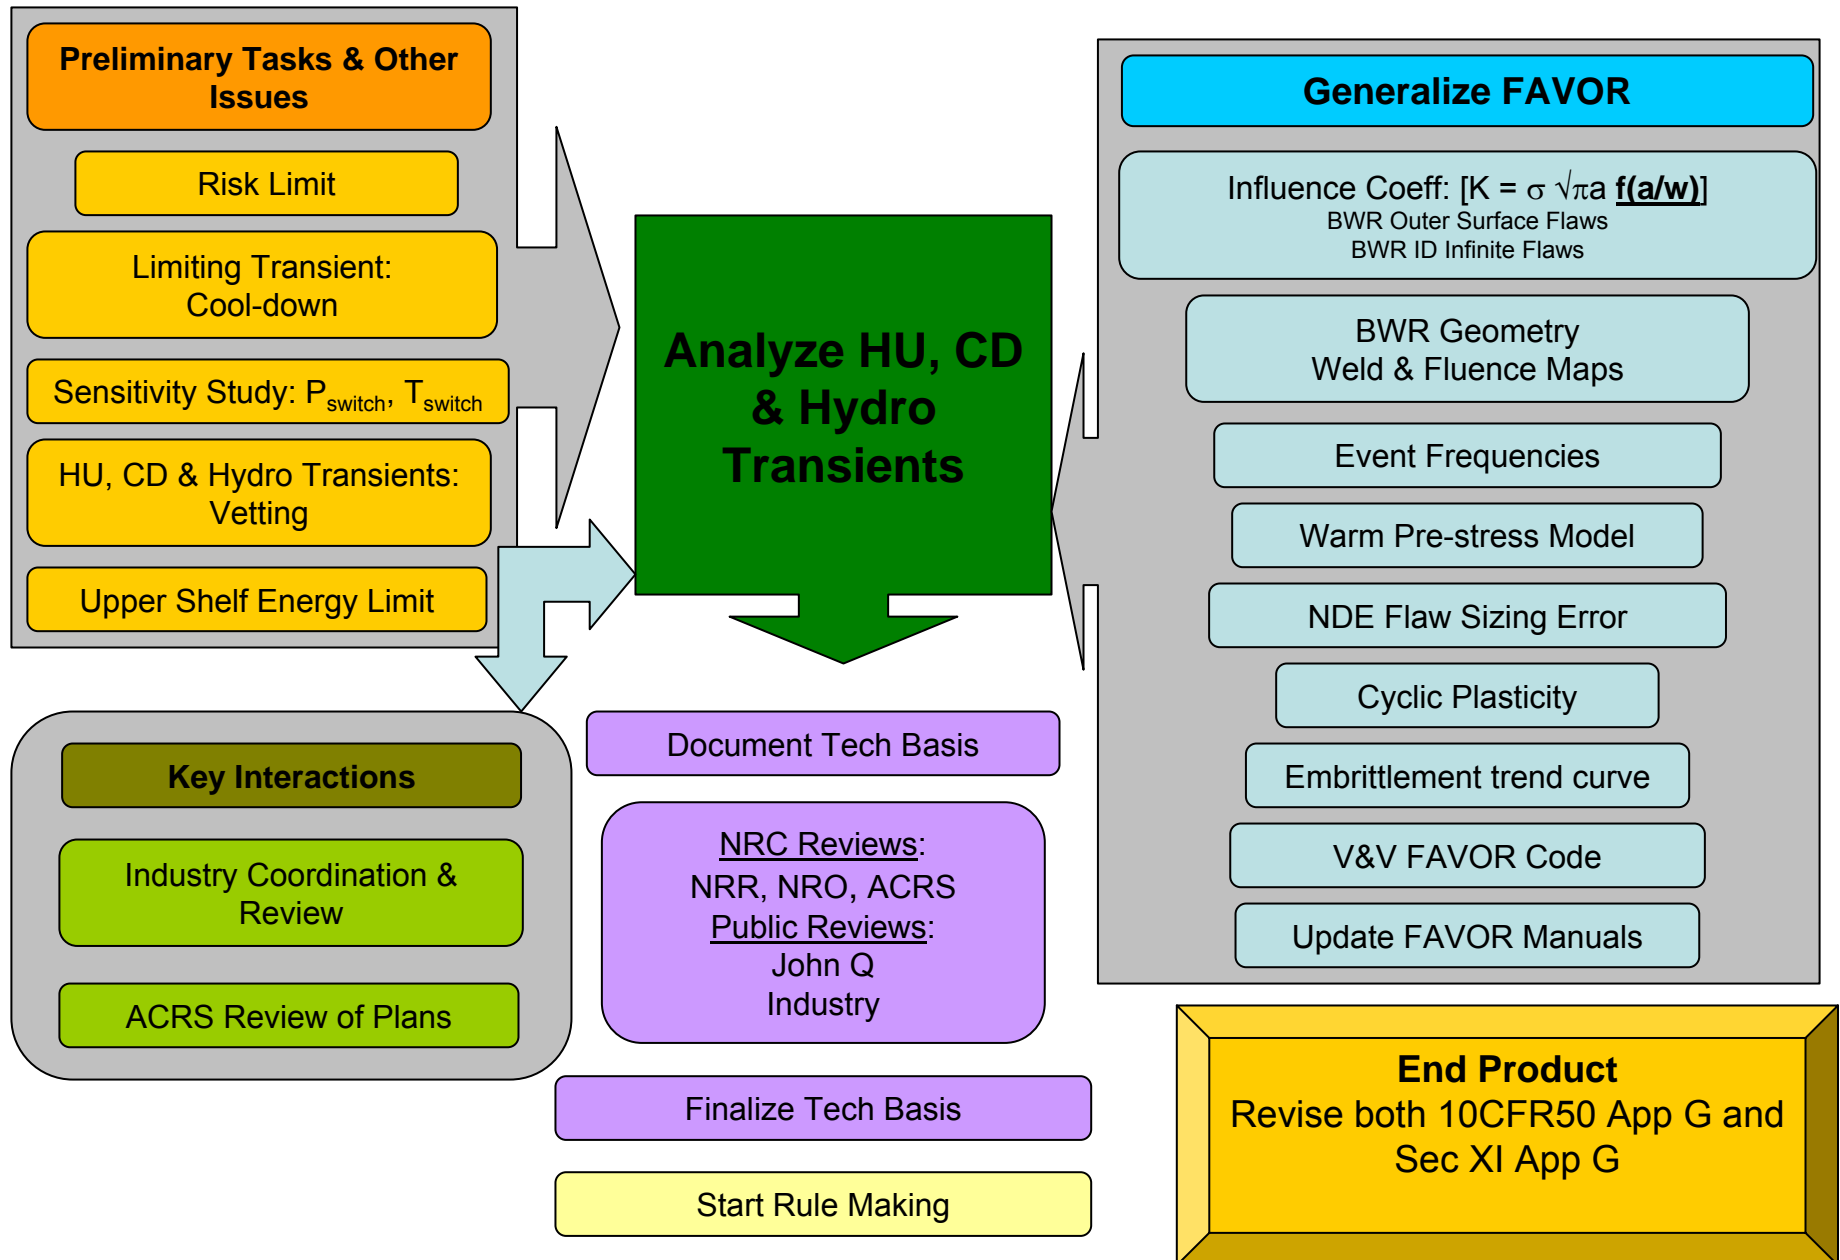 Preliminary Tasks & Other
Issues
Risk Limit
Limiting Transient:
Cool-down
Sensitivity Study: P_switch, T_switch
HU, CD & Hydro Transients:
Vetting
Upper Shelf Energy Limit
Key Interactions
Industry Coordination &
Review
ACRS Review of Plans
Analyze HU, CD
& Hydro
Transients
Document Tech Basis
NRC Reviews:
NRR, NRO, ACRS
Public Reviews:
John Q
Industry
Finalize Tech Basis
Start Rule Making
Generalize FAVOR
Influence Coeff: [K = σ √πa f(a/w)]
BWR Outer Surface Flaws
BWR ID Infinite Flaws
BWR Geometry
Weld & Fluence Maps
Event Frequencies
Warm Pre-stress Model
NDE Flaw Sizing Error
Cyclic Plasticity
Embrittlement trend curve
V&V FAVOR Code
Update FAVOR Manuals
End Product
Revise both 10CFR50 App G and
Sec XI App G